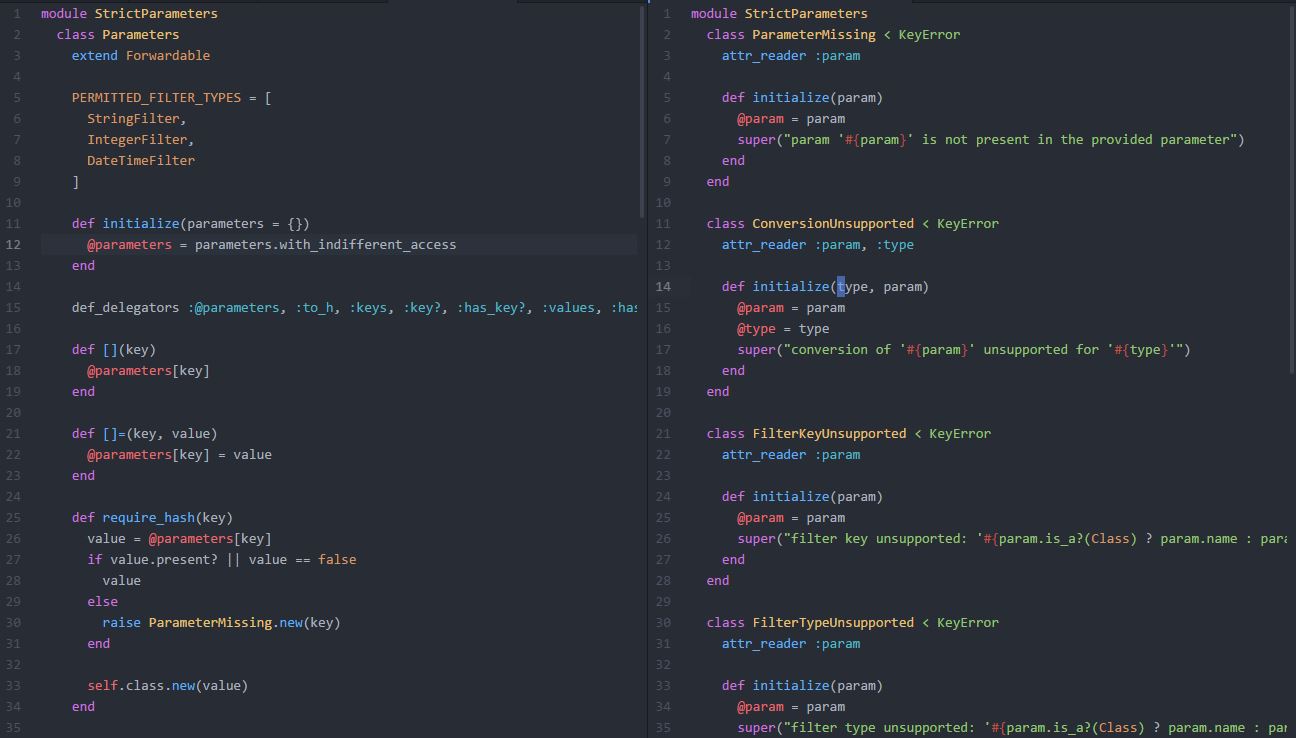 1 module StrictParameters
2   class Parameters
3     extend Forwardable
4
5     PERMITTED_FILTER_TYPES = [
6       StringFilter,
7       IntegerFilter,
8       DateTimeFilter
9     ]
10
11     def initialize(parameters = {})
12       @parameters = parameters.with_indifferent_access
13     end
14
15     def_delegators :@parameters, :to_h, :keys, :key?, :has_key?, :values, :has
16
17     def [](key)
18       @parameters[key]
19     end
20
21     def []=(key, value)
22       @parameters[key] = value
23     end
24
25     def require_hash(key)
26       value = @parameters[key]
27       if value.present? || value == false
28         value
29       else
30         raise ParameterMissing.new(key)
31       end
32
33       self.class.new(value)
34     end
35
1 module StrictParameters
2   class ParameterMissing < KeyError
3     attr_reader :param
4
5     def initialize(param)
6       @param = param
7       super("param '#{param}' is not present in the provided parameter")
8     end
9   end
10
11   class ConversionUnsupported < KeyError
12     attr_reader :param, :type
13
14     def initialize(type, param)
15       @param = param
16       @type = type
17       super("conversion of '#{param}' unsupported for '#{type}'")
18     end
19   end
20
21   class FilterKeyUnsupported < KeyError
22     attr_reader :param
23
24     def initialize(param)
25       @param = param
26       super("filter key unsupported: '#{param.is_a?(Class) ? param.name : para
27     end
28   end
29
30   class FilterTypeUnsupported < KeyError
31     attr_reader :param
32
33     def initialize(param)
34       @param = param
35       super("filter type unsupported: '#{param.is_a?(Class) ? param.name : par